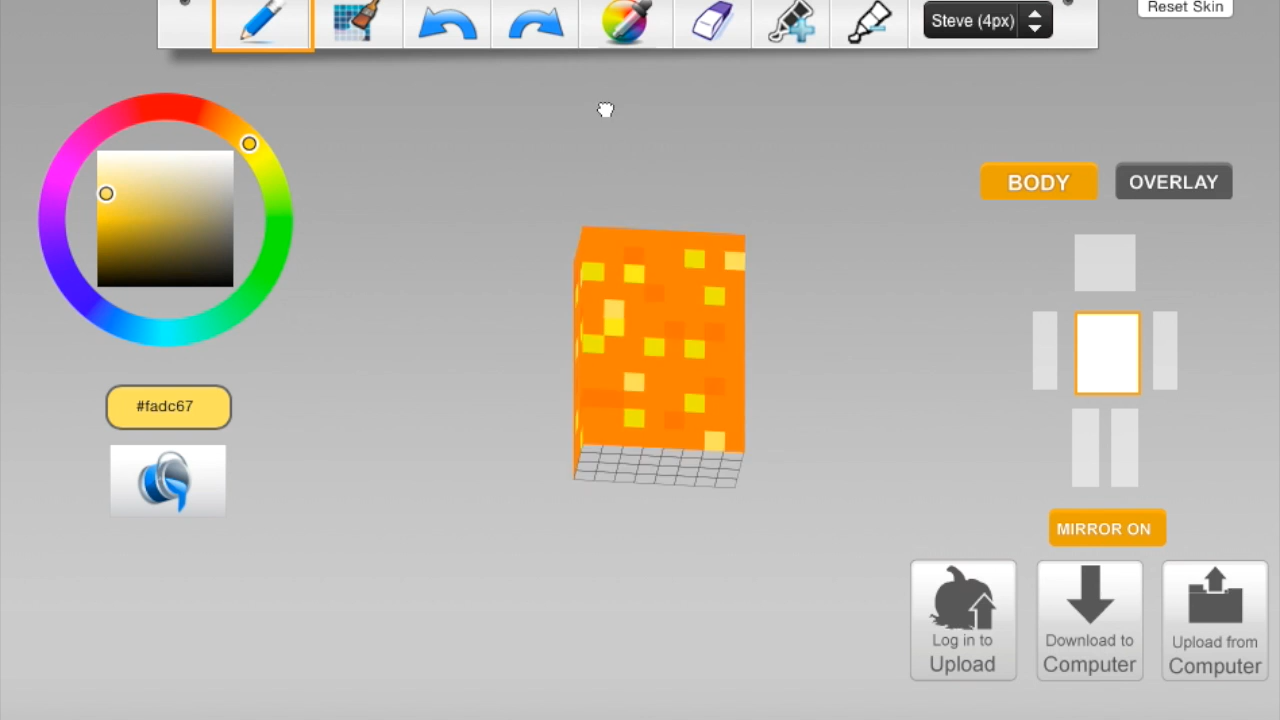 Steve (4px)
Reset Skin
BODY
OVERLAY
#fadc67
MIRROR ON
Log in to
Upload
Download to
Computer
Upload from
Computer